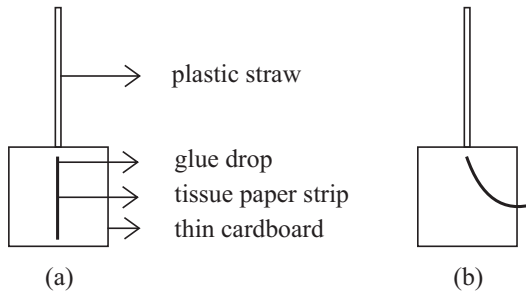 plastic straw
glue drop
tissue paper strip
thin cardboard
(a)
(b)